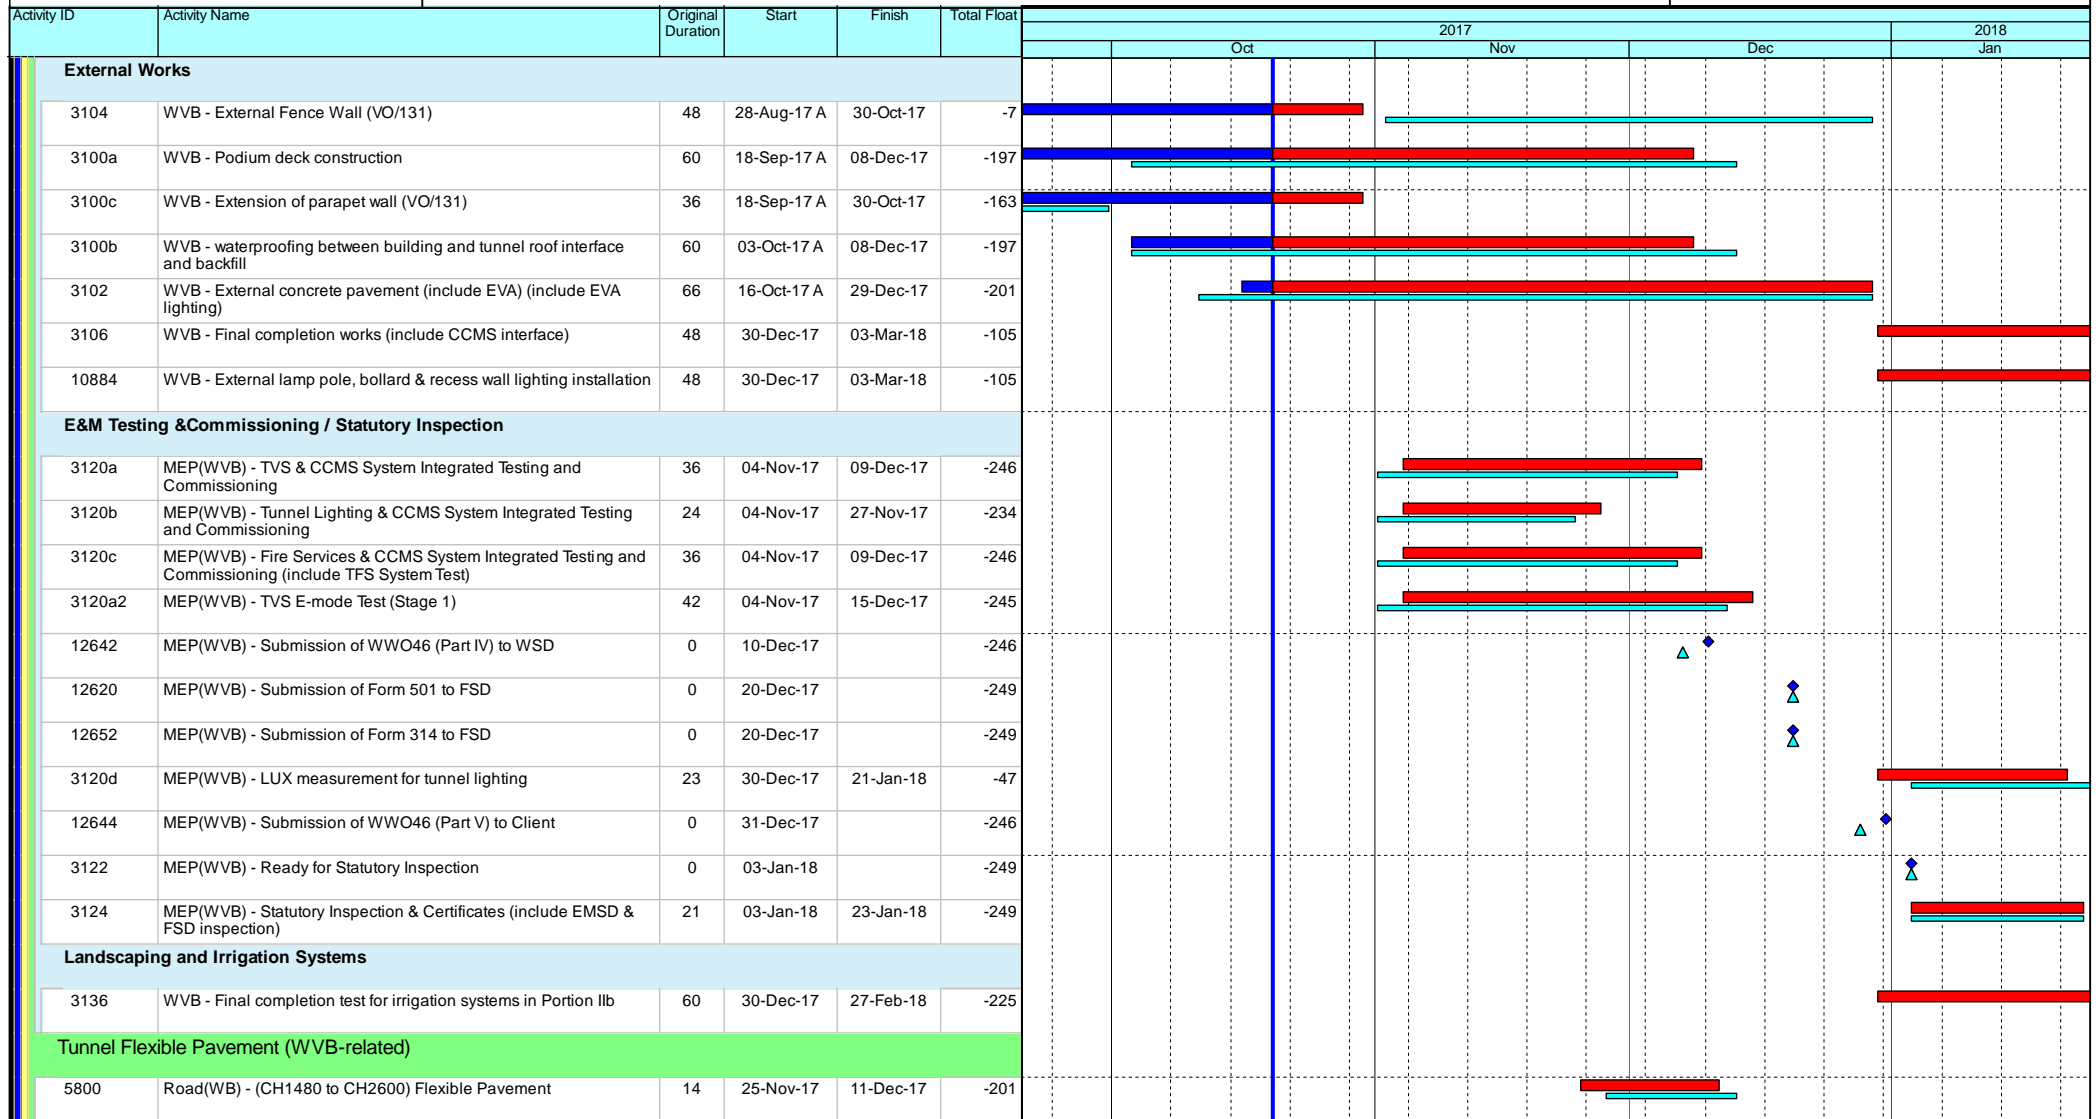 Activity ID Activity Name Original Duration Start Finish Total Float
2017 2018
Oct Nov Dec Jan
External Works
3104 WVB - External Fence Wall (VO/131) 48 28-Aug-17 A 30-Oct-17 -7
3100a WVB - Podium deck construction 60 18-Sep-17 A 08-Dec-17 -197
3100c WVB - Extension of parapet wall (VO/131) 36 18-Sep-17 A 30-Oct-17 -163
3100b WVB - waterproofing between building and tunnel roof interface 60 03-Oct-17 A 08-Dec-17 -197
and backfill
3102 WVB - External concrete pavement (include EVA) (include EVA 66 16-Oct-17 A 29-Dec-17 -201
lighting)
3106 WVB - Final completion works (include CCMS interface) 48 30-Dec-17 03-Mar-18 -105
10884 WVB - External lamp pole, bollard & recess wall lighting installation 48 30-Dec-17 03-Mar-18 -105
E&M Testing &Commissioning / Statutory Inspection
3120a MEP(WVB) - TVS & CCMS System Integrated Testing and 36 04-Nov-17 09-Dec-17 -246
Commissioning
3120b MEP(WVB) - Tunnel Lighting & CCMS System Integrated Testing 24 04-Nov-17 27-Nov-17 -234
and Commissioning
3120c MEP(WVB) - Fire Services & CCMS System Integrated Testing and 36 04-Nov-17 09-Dec-17 -246
Commissioning (include TFS System Test)
3120a2 MEP(WVB) - TVS E-mode Test (Stage 1) 42 04-Nov-17 15-Dec-17 -245
12642 MEP(WVB) - Submission of WWO46 (Part IV) to WSD 0 10-Dec-17 -246
12620 MEP(WVB) - Submission of Form 501 to FSD 0 20-Dec-17 -249
12652 MEP(WVB) - Submission of Form 314 to FSD 0 20-Dec-17 -249
3120d MEP(WVB) - LUX measurement for tunnel lighting 23 30-Dec-17 21-Jan-18 -47
12644 MEP(WVB) - Submission of WWO46 (Part V) to Client 0 31-Dec-17 -246
3122 MEP(WVB) - Ready for Statutory Inspection 0 03-Jan-18 -249
3124 MEP(WVB) - Statutory Inspection & Certificates (include EMSD & 21 03-Jan-18 23-Jan-18 -249
FSD inspection)
Landscaping and Irrigation Systems
3136 WVB - Final completion test for irrigation systems in Portion IIb 60 30-Dec-17 27-Feb-18 -225
Tunnel Flexible Pavement (WVB-related)
5800 Road(WB) - (CH1480 to CH2600) Flexible Pavement 14 25-Nov-17 11-Dec-17 -201